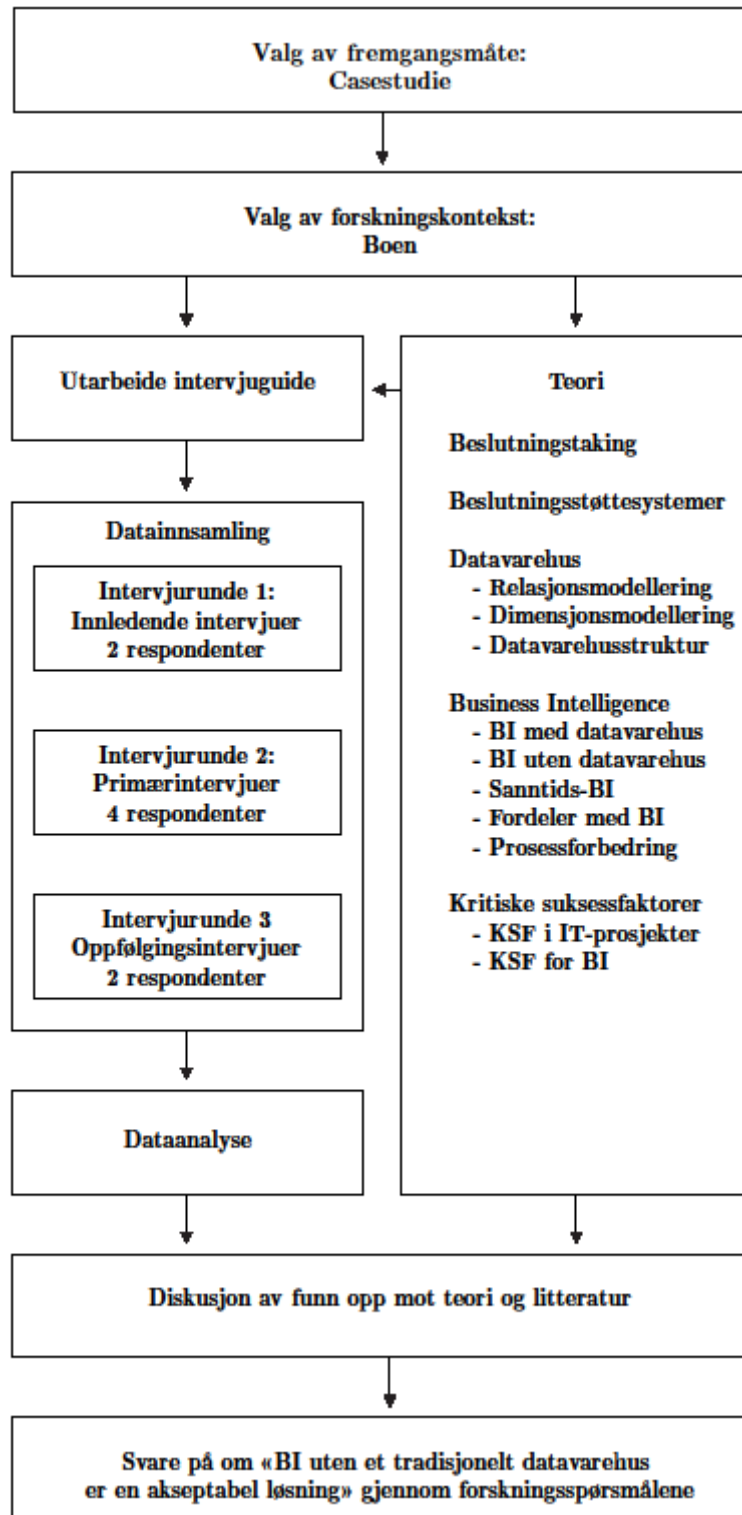 Valg av fremgangsmåte:
Casestudie
Valg av forskningskontekst:
Boen
Utarbeide intervjuguide
Datainnsamling
Intervjurunde 1:
Innledende intervjuer
2 respondenter
Intervjurunde 2:
Primærintervjuer
4 respondenter
Intervjurunde 3
Oppfølgingsintervjuer
2 respondenter
Dataanalyse
Teori
Beslutningstaking
Beslutningsstøttesystemer
Datavarehus
- Relasjonsmodellering
- Dimensjonsmodellering
- Datavarehusstruktur
Business Intelligence
- BI med datavarehus
- BI uten datavarehus
- Sanntids-BI
- Fordeler med BI
- Prosessforbedring
Kritiske suksessfaktorer
- KSF i IT-prosjekter
- KSF for BI
Diskusjon av funn opp mot teori og litteratur
Svare på om «BI uten et tradisjonelt datavarehus
er en akseptabel løsning» gjennom forskningsspørsmålene